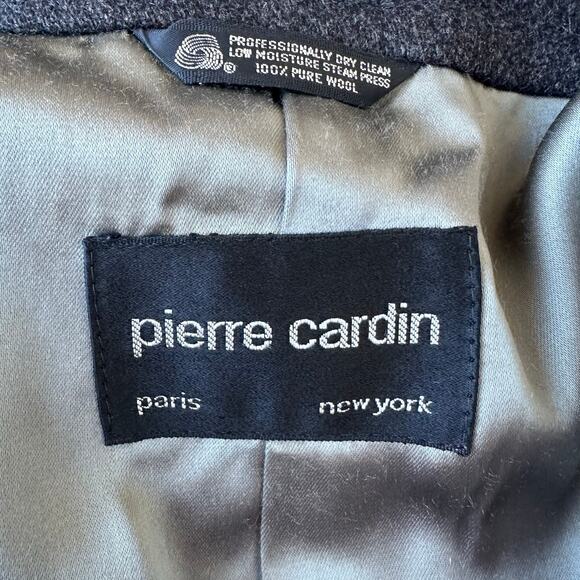 PROFESSIONALLY DRY CLEAN
LOW MOISTURE STEAM PRESS
® 100% PURE WOOL
pierre cardin
paris new york